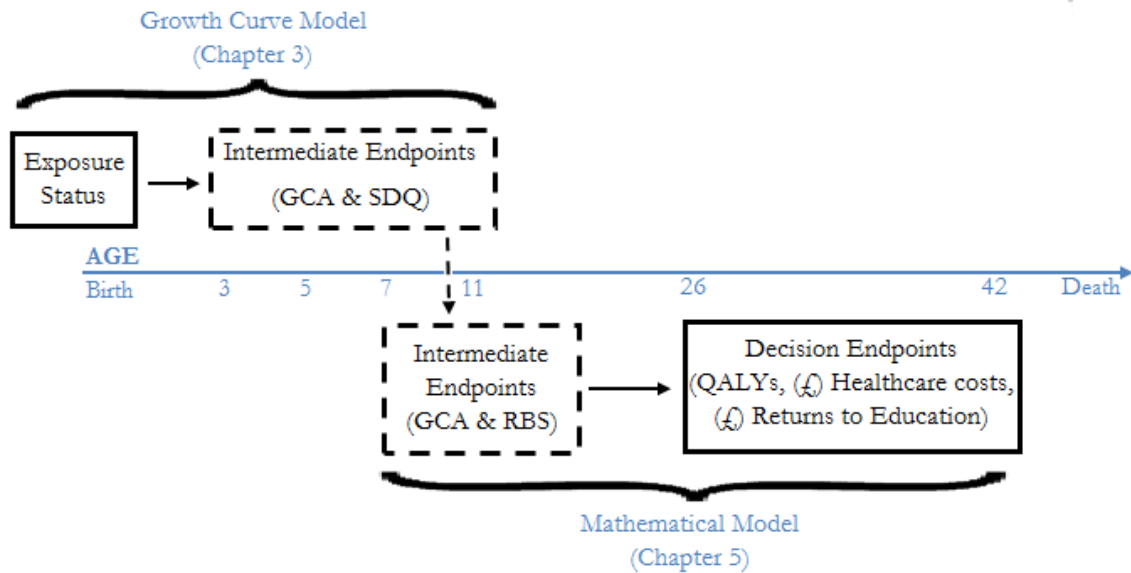 Growth Curve Model
(Chapter 3)
Exposure
Status
Intermediate Endpoints
(GCA & SDQ)
AGE
Birth 3 5 7 11 26 42 Death
Intermediate
Endpoints
(GCA & RBS)
Decision Endpoints
(QALYs, (£) Healthcare costs,
(£) Returns to Education)
Mathematical Model
(Chapter 5)